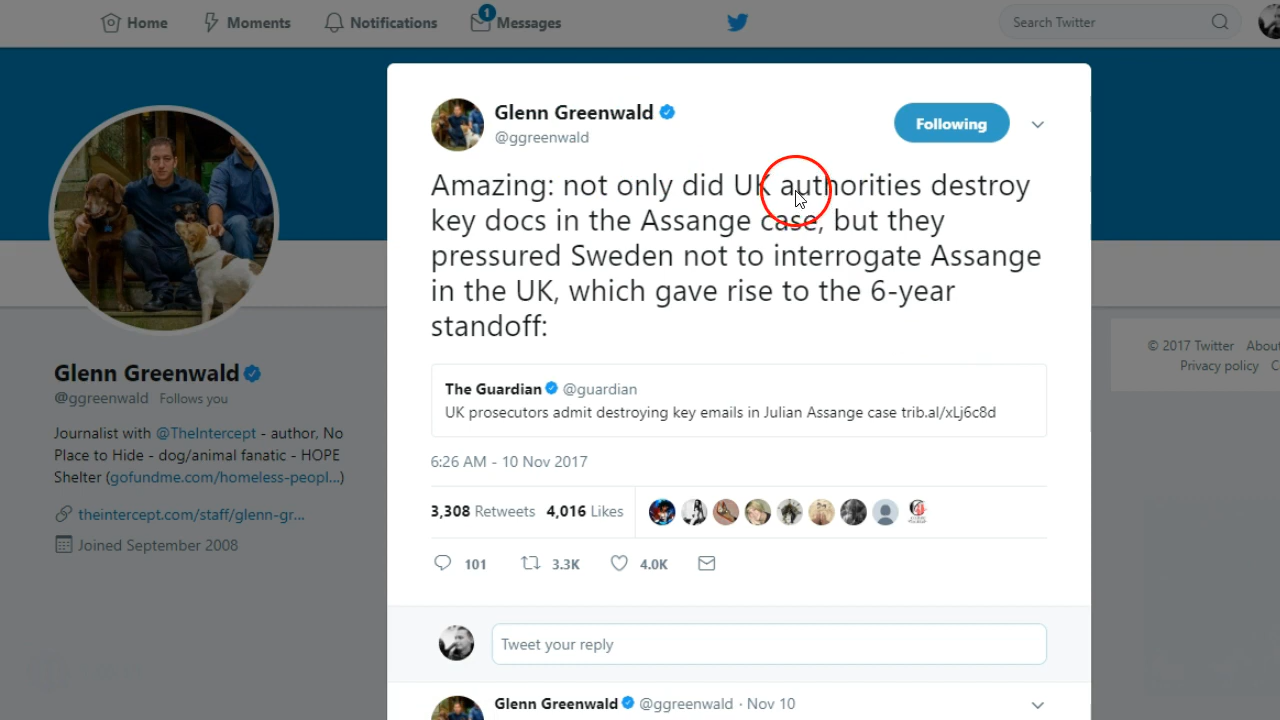 Home Moments Notifications 1 Messages Search Twitter
Glenn Greenwald
@ggreenwald
Following
Amazing: not only did UK authorities destroy
key docs in the Assange case, but they
pressured Sweden not to interrogate Assange
in the UK, which gave rise to the 6-year
standoff:
The Guardian @guardian
UK prosecutors admit destroying key emails in Julian Assange case trib.al/xLj6c8d
6:26 AM - 10 Nov 2017
3,308 Retweets 4,016 Likes
101 3.3K 4.0K
Tweet your reply
Glenn Greenwald @ggreenwald · Nov 10
Glenn Greenwald
@ggreenwald Follows you
Journalist with @TheIntercept - author, No
Place to Hide - dog/animal fanatic - HOPE
Shelter (gofundme.com/homeless-peopl...)
theintercept.com/staff/glenn-gr...
Joined September 2008
© 2017 Twitter About
Privacy policy